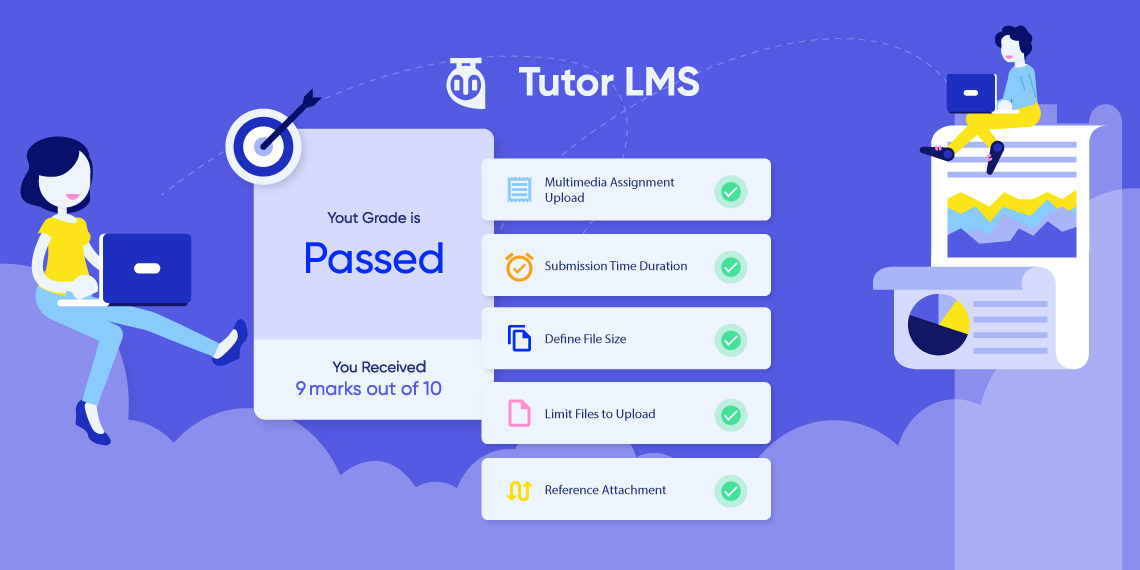 Tutor LMS
Yout Grade is
Passed
You Received
9 marks out of 10
Multimedia Assignment
Upload
Submission Time Duration
Define File Size
Limit Files to Upload
Reference Attachment